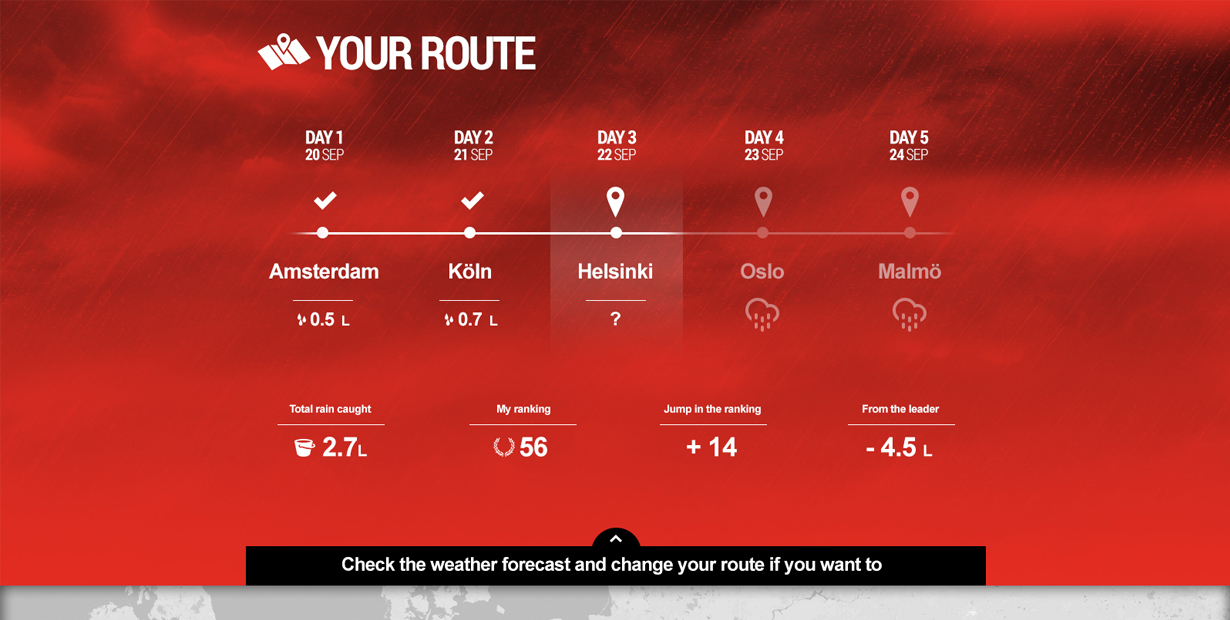 YOUR ROUTE
DAY 1 DAY 2 DAY 3 DAY 4 DAY 5
20 SEP 21 SEP 22 SEP 23 SEP 24 SEP
Amsterdam Köln Helsinki Oslo Malmö
0.5 L 0.7 L ?
Total rain caught My ranking Jump in the ranking From the leader
2.7L 56 + 14 - 4.5 L
Check the weather forecast and change your route if you want to